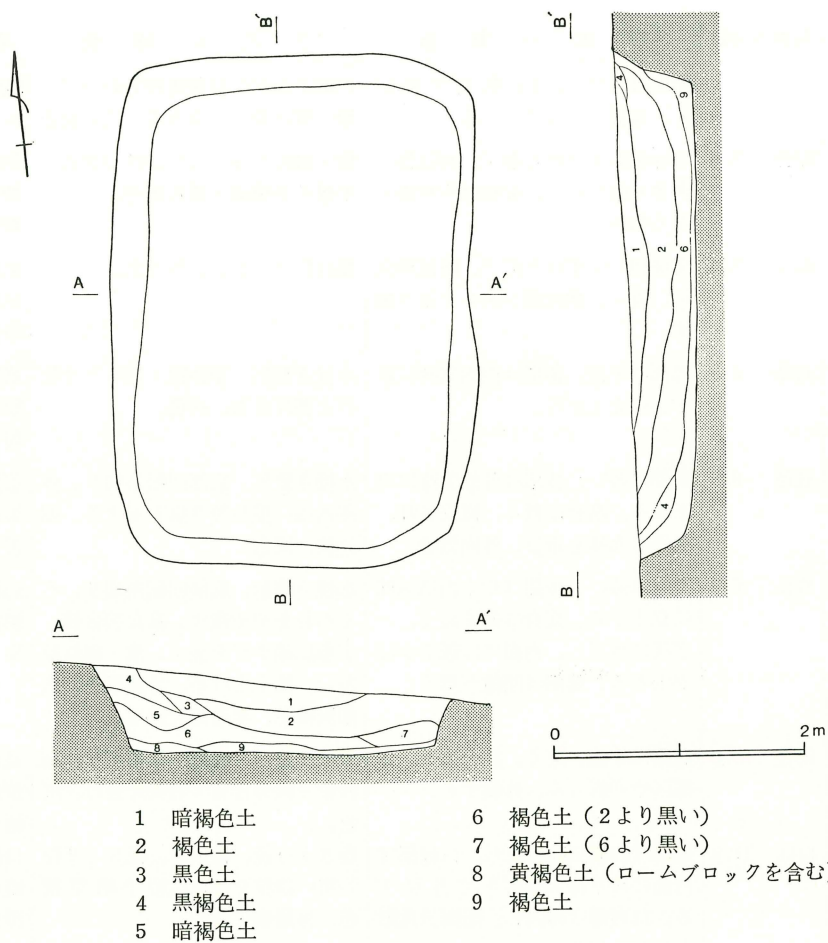 B′
B′
A
A′
B
B
4
9
1
2
6
4
A
A′
4
3
1
5
2
6
7
8
9
0
2m
1 暗褐色土
2 褐色土
3 黒色土
4 黒褐色土
5 暗褐色土
6 褐色土（2より黒い）
7 褐色土（6より黒い）
8 黄褐色土（ロームブロックを含む）
9 褐色土